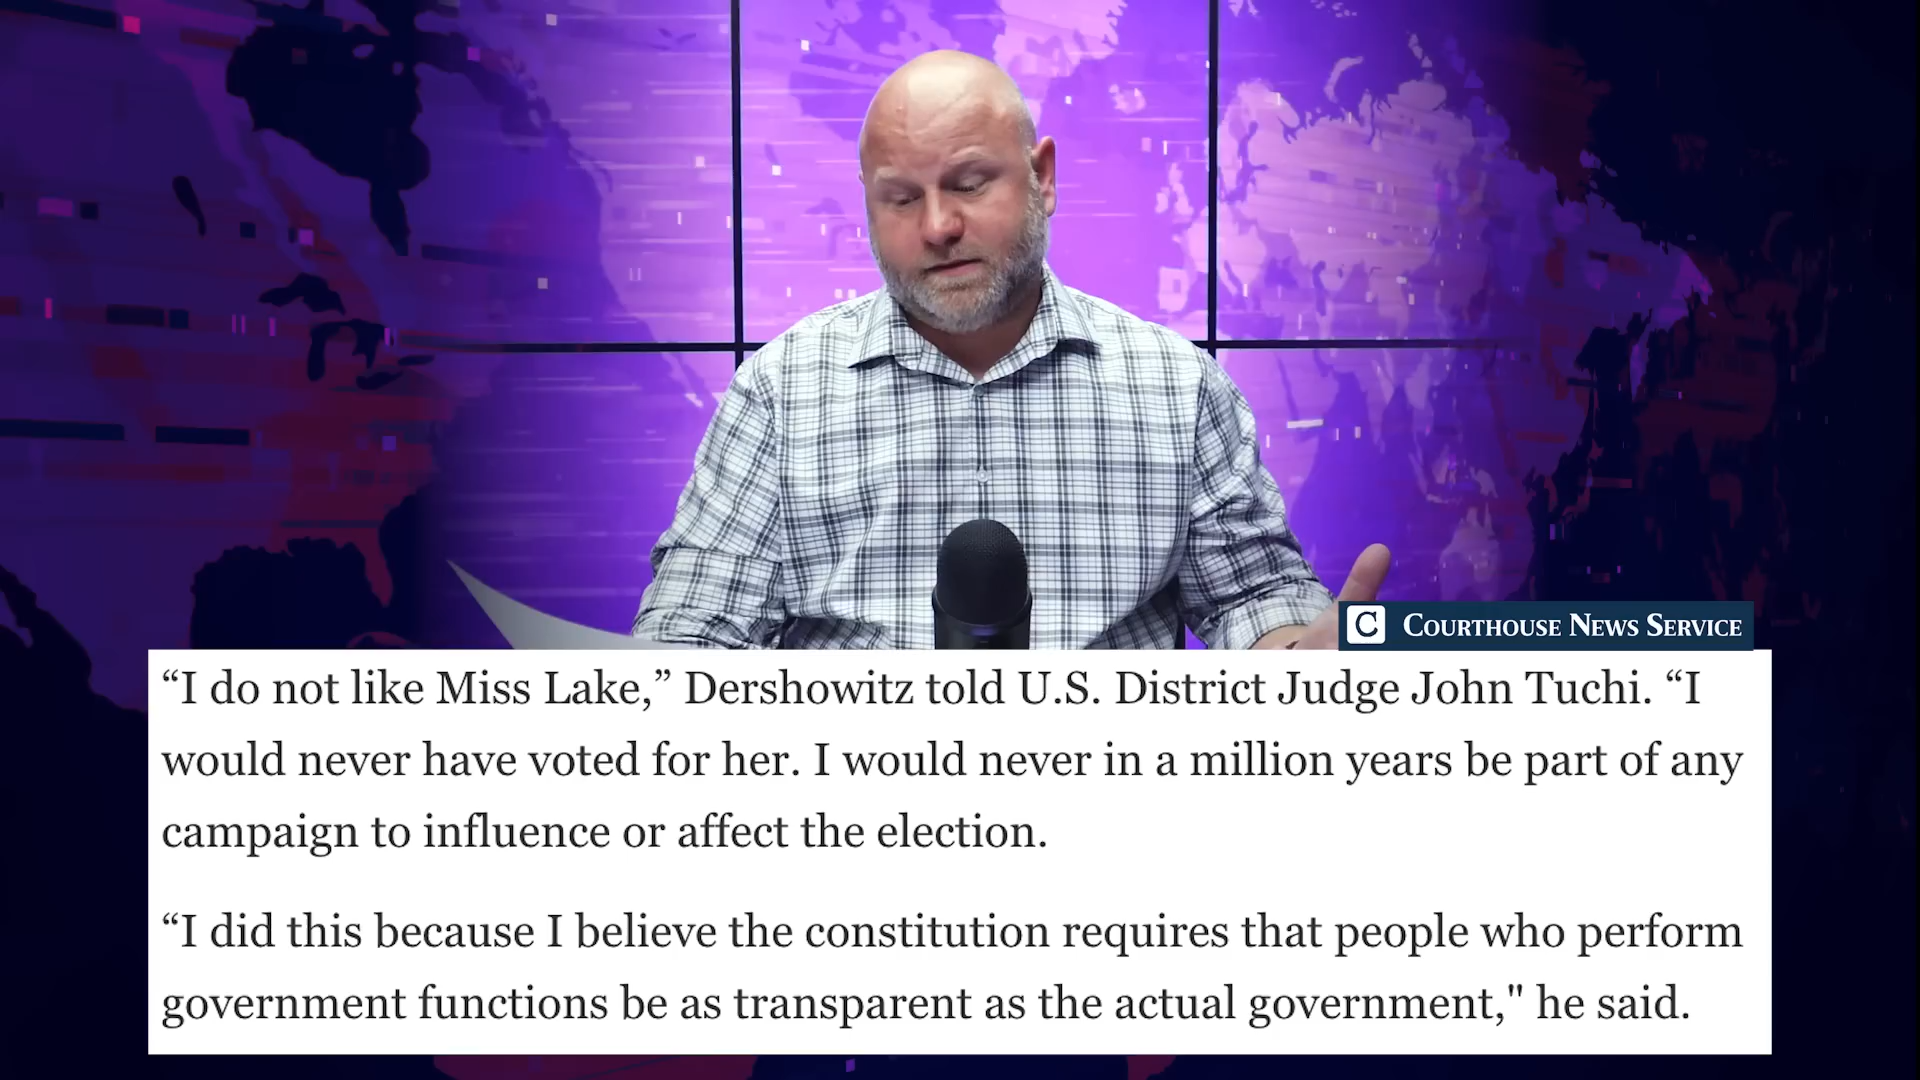 C COURTHOUSE NEWS SERVICE
“I do not like Miss Lake,” Dershowitz told U.S. District Judge John Tuchi. “I
would never have voted for her. I would never in a million years be part of any
campaign to influence or affect the election.
“I did this because I believe the constitution requires that people who perform
government functions be as transparent as the actual government," he said.